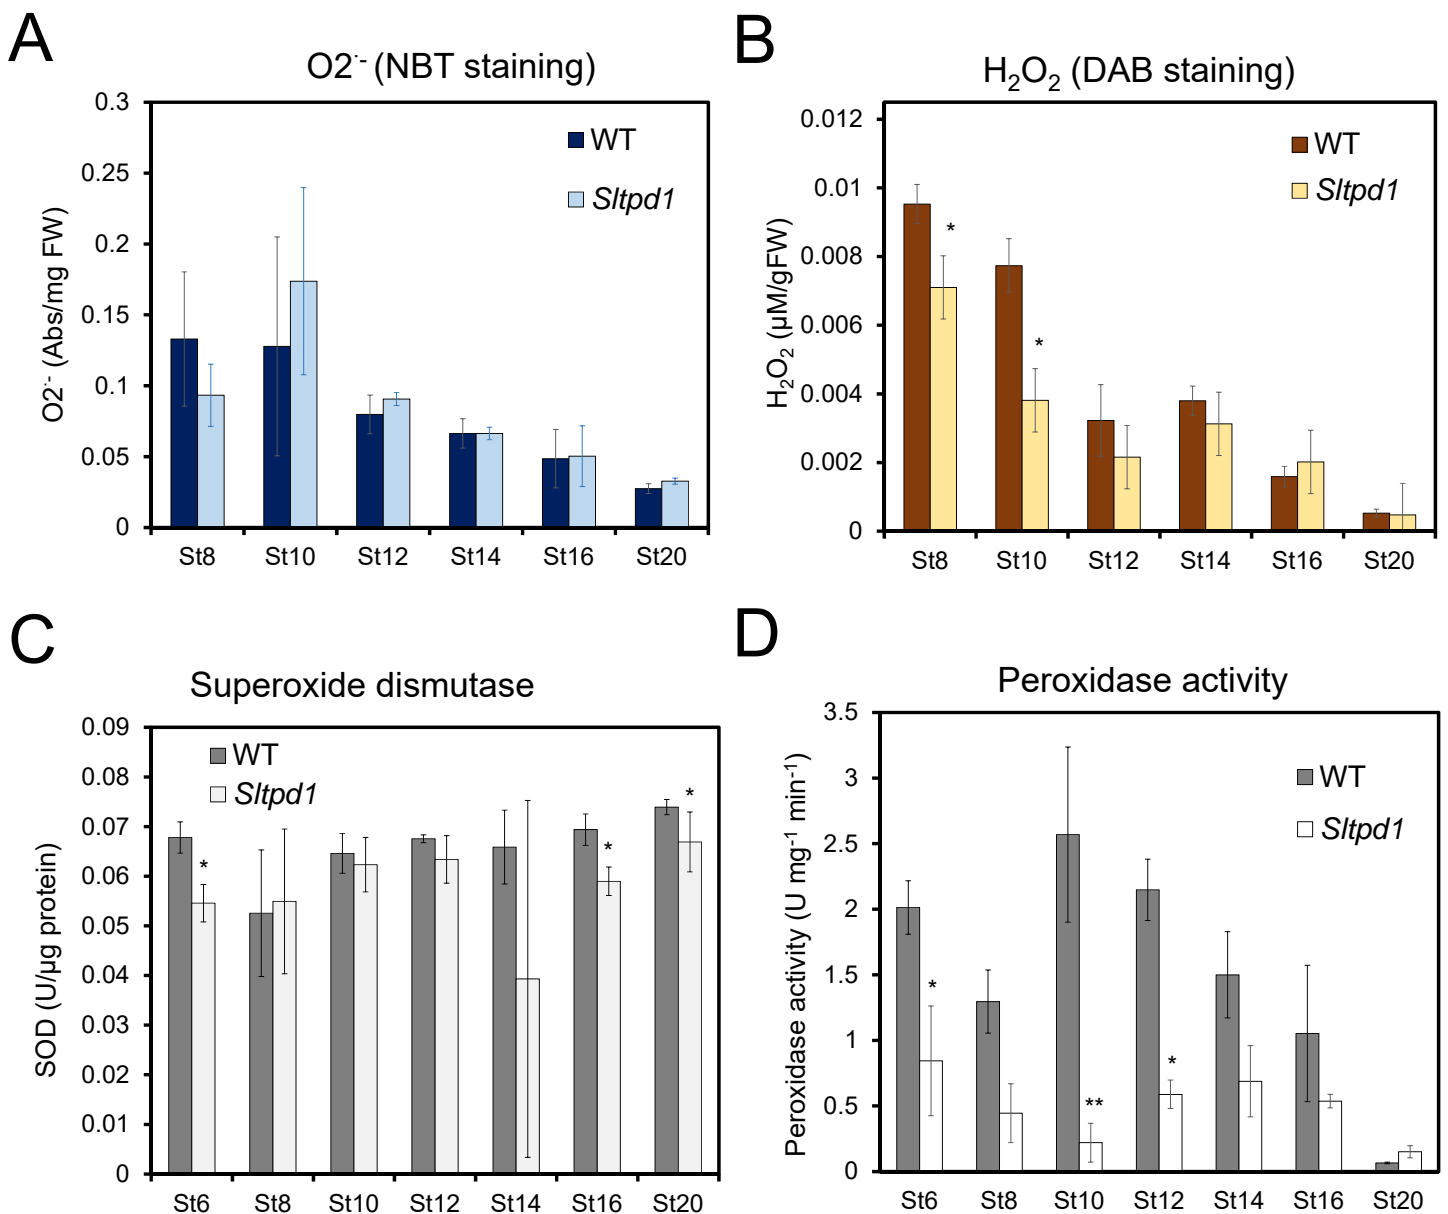 A
O2˙⁻ (NBT staining)
O2˙⁻ (Abs/mg FW)
0.3
0.25
0.2
0.15
0.1
0.05
0
WT
Sltpd1
St8 St10 St12 St14 St16 St20
B
H₂O₂ (DAB staining)
H₂O₂ (µM/gFW)
0.012
0.01
0.008
0.006
0.004
0.002
0
WT
Sltpd1
*
*
St8 St10 St12 St14 St16 St20
C
Superoxide dismutase
SOD (U/µg protein)
0.09
0.08
0.07
0.06
0.05
0.04
0.03
0.02
0.01
0
WT
Sltpd1
*
*
*
St6 St8 St10 St12 St14 St16 St20
D
Peroxidase activity
Peroxidase activity (U mg⁻¹ min⁻¹)
3.5
3
2.5
2
1.5
1
0.5
0
WT
Sltpd1
*
**
*
St6 St8 St10 St12 St14 St16 St20